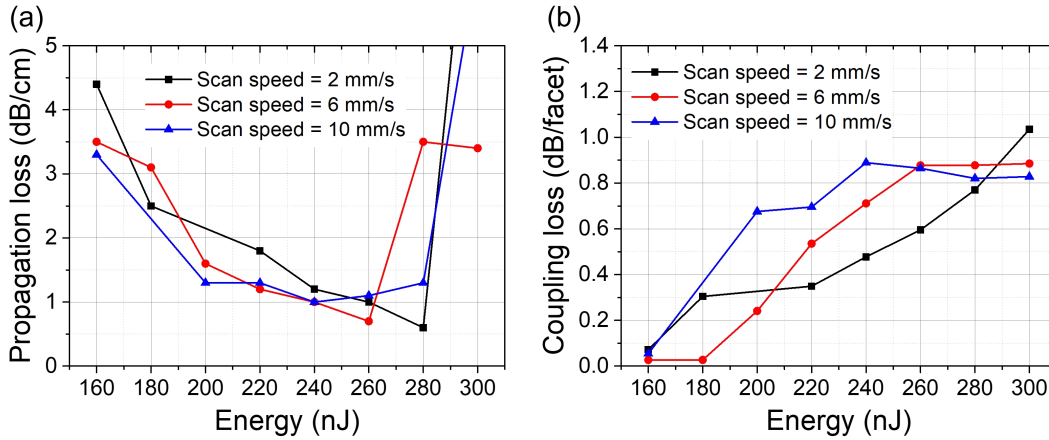 (a)
Propagation loss (dB/cm)
5
4
3
2
1
0
Scan speed = 2 mm/s
Scan speed = 6 mm/s
Scan speed = 10 mm/s
160 180 200 220 240 260 280 300
Energy (nJ)
(b)
Coupling loss (dB/facet)
1.4
1.2
1.0
0.8
0.6
0.4
0.2
0.0
Scan speed = 2 mm/s
Scan speed = 6 mm/s
Scan speed = 10 mm/s
160 180 200 220 240 260 280 300
Energy (nJ)